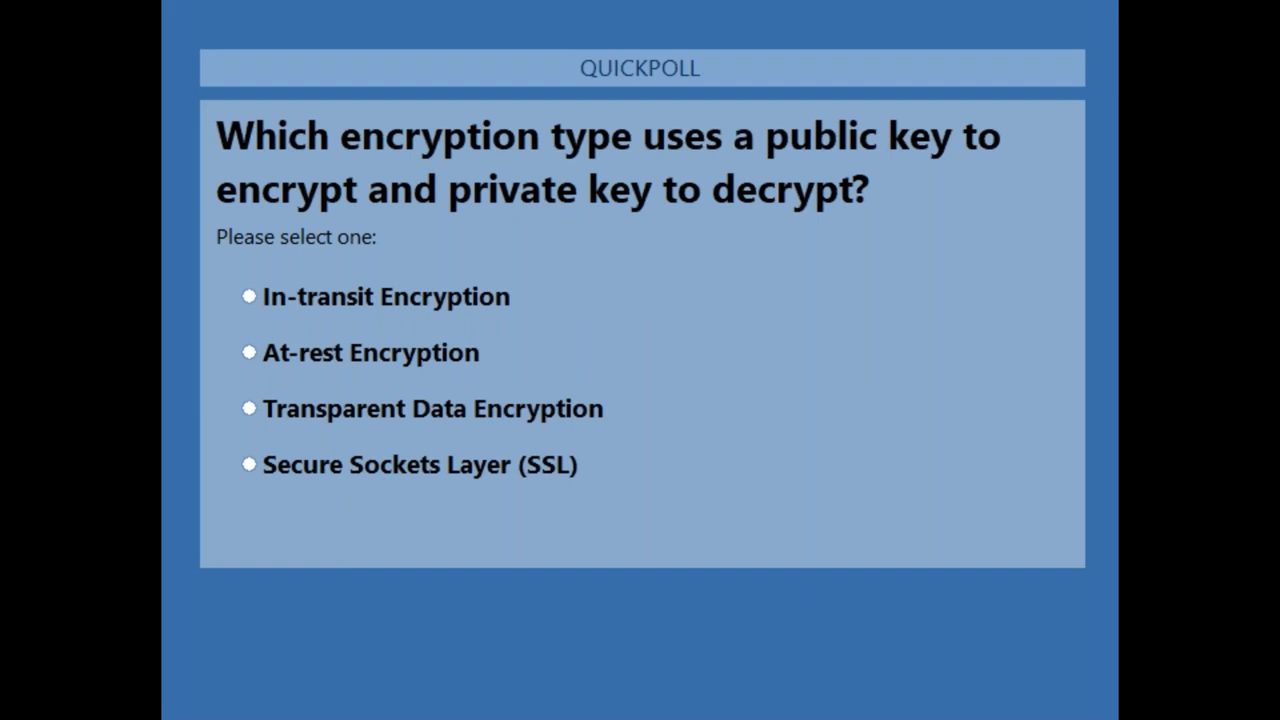 QUICKPOLL
Which encryption type uses a public key to
encrypt and private key to decrypt?
Please select one:
In-transit Encryption
At-rest Encryption
Transparent Data Encryption
Secure Sockets Layer (SSL)